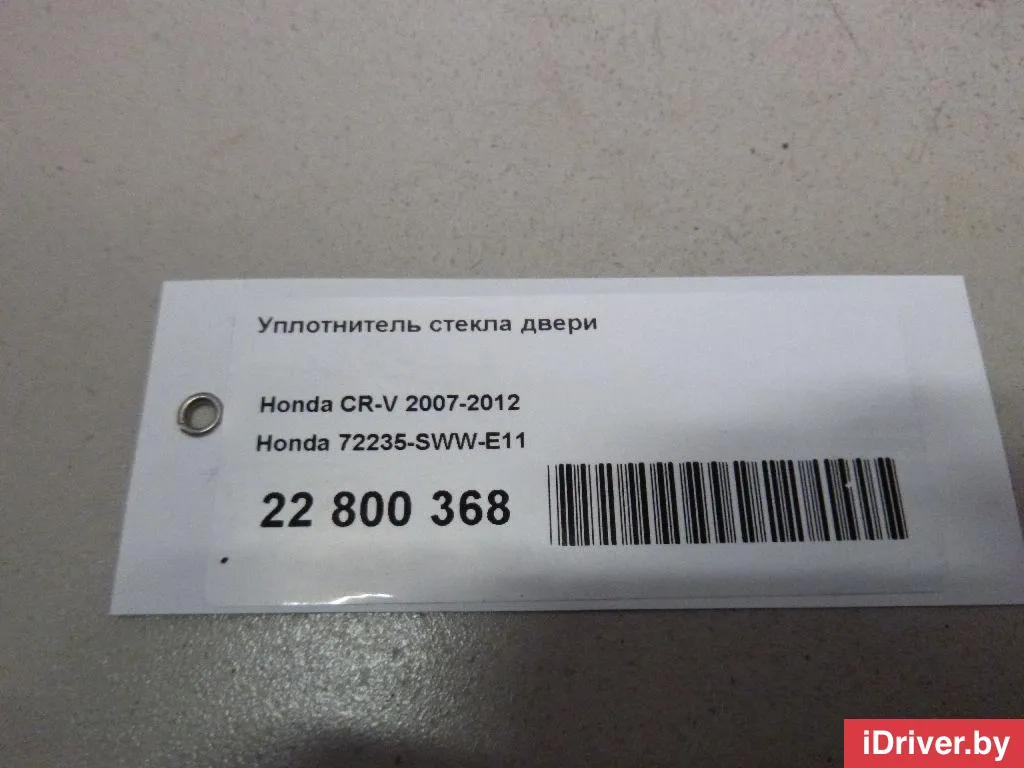 Уплотнитель стекла двери
Honda CR-V 2007-2012
Honda 72235-SWW-E11
22 800 368
iDriver.by